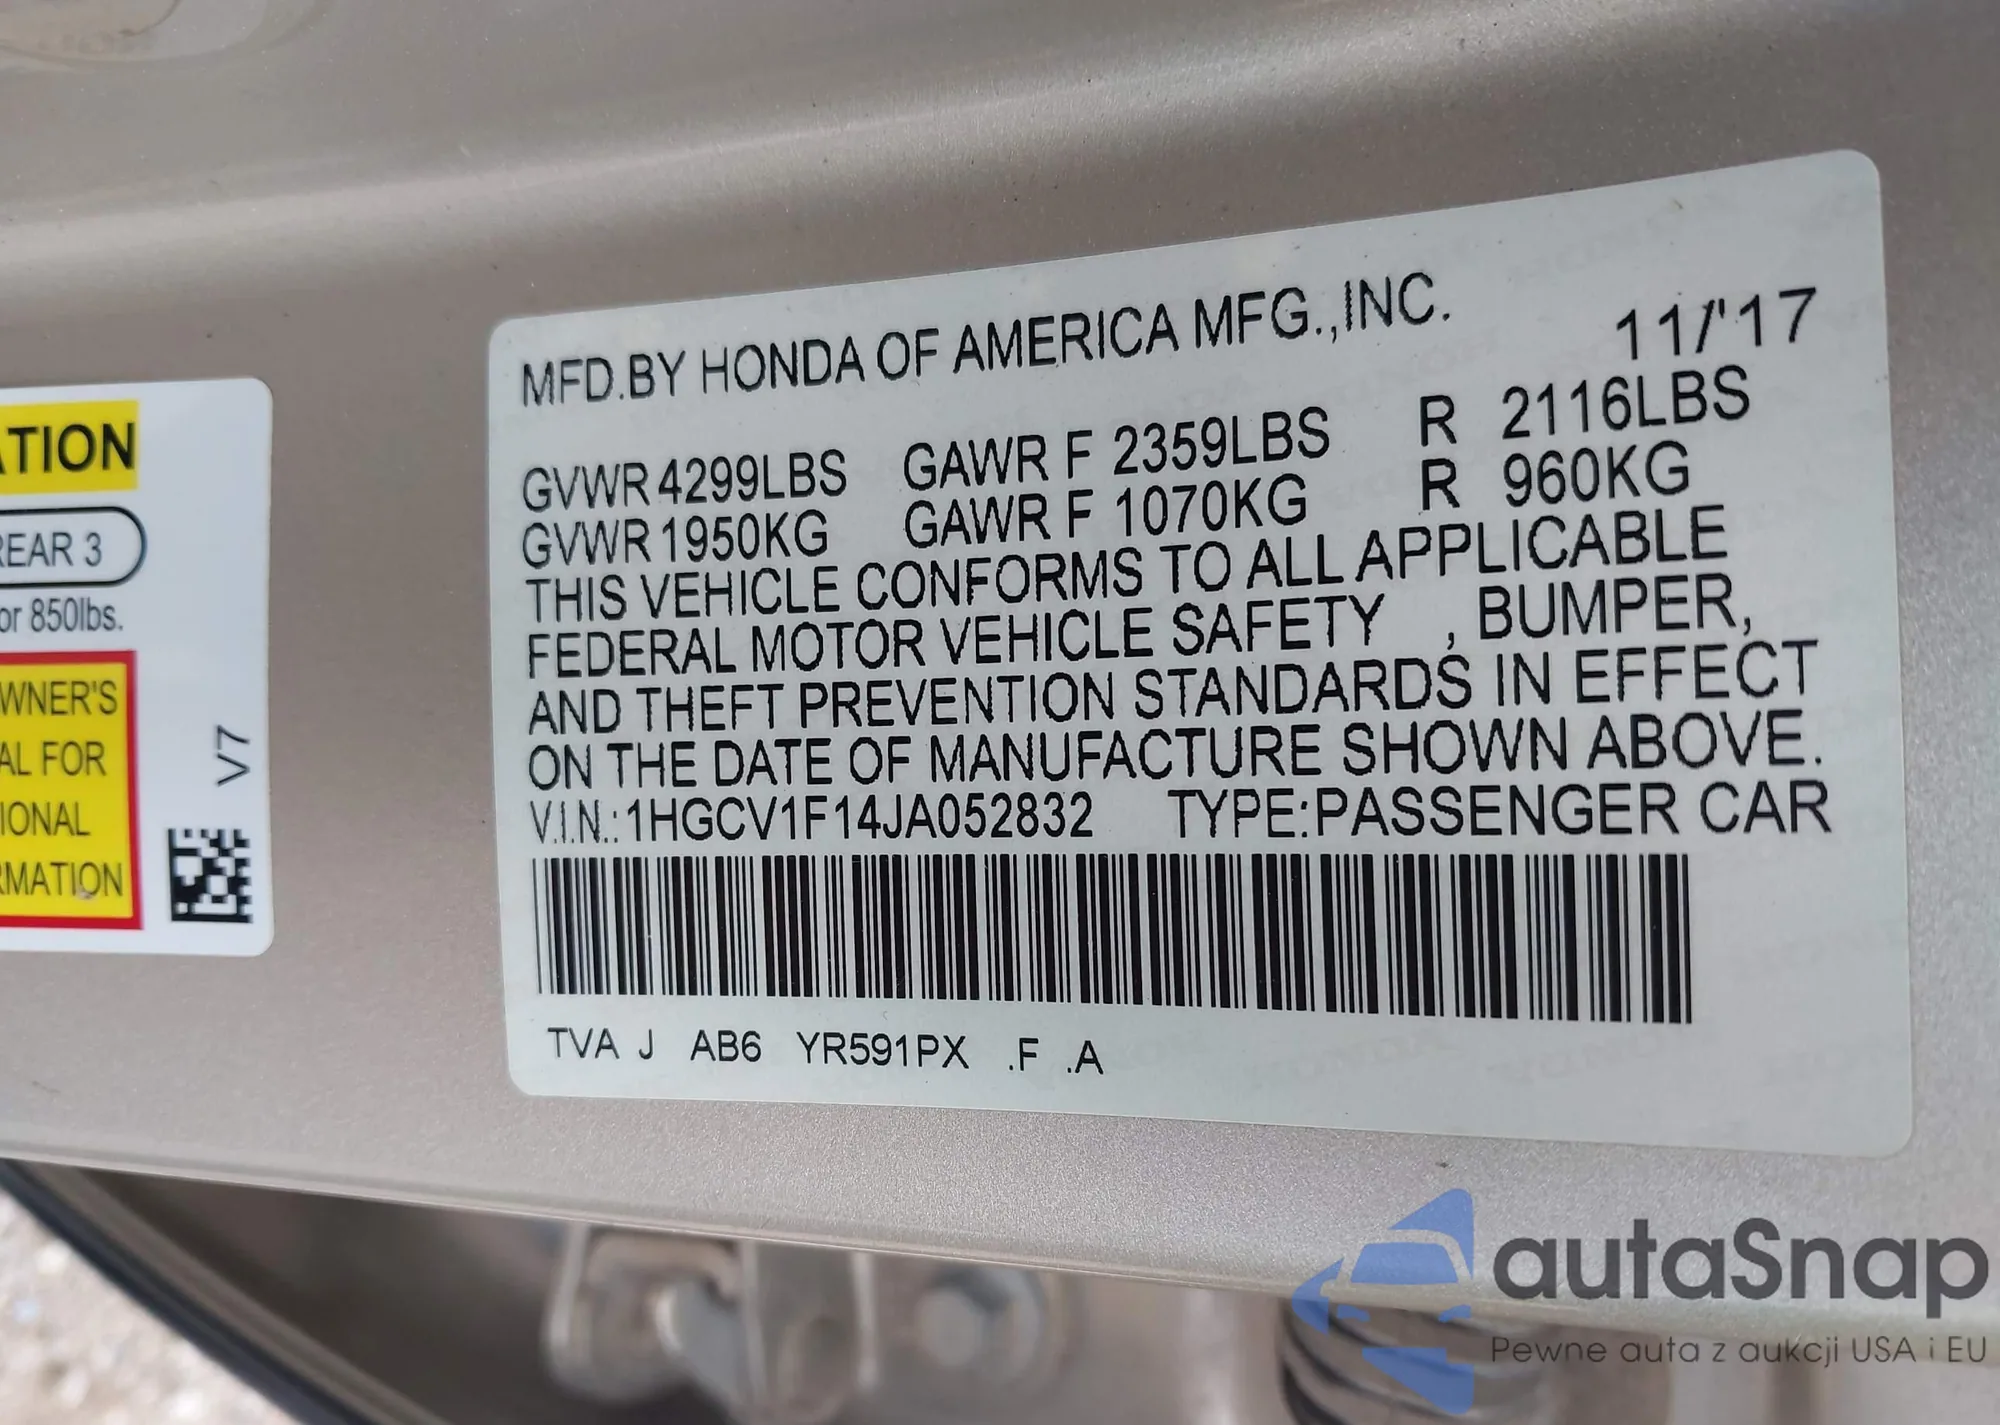 ATION
REAR 3
or 850lbs.
WNER'S
AL FOR
IONAL
RMATION
V7
MFD.BY HONDA OF AMERICA MFG.,INC. 11/'17
GVWR 4299LBS GAWR F 2359LBS R 2116LBS
GVWR 1950KG GAWR F 1070KG R 960KG
THIS VEHICLE CONFORMS TO ALL APPLICABLE
FEDERAL MOTOR VEHICLE SAFETY , BUMPER,
AND THEFT PREVENTION STANDARDS IN EFFECT
ON THE DATE OF MANUFACTURE SHOWN ABOVE.
V.I.N.: 1HGCV1F14JA052832 TYPE:PASSENGER CAR
TVA J AB6 YR591PX .F .A
autaSnap
Pewne auta z aukcji USA i EU